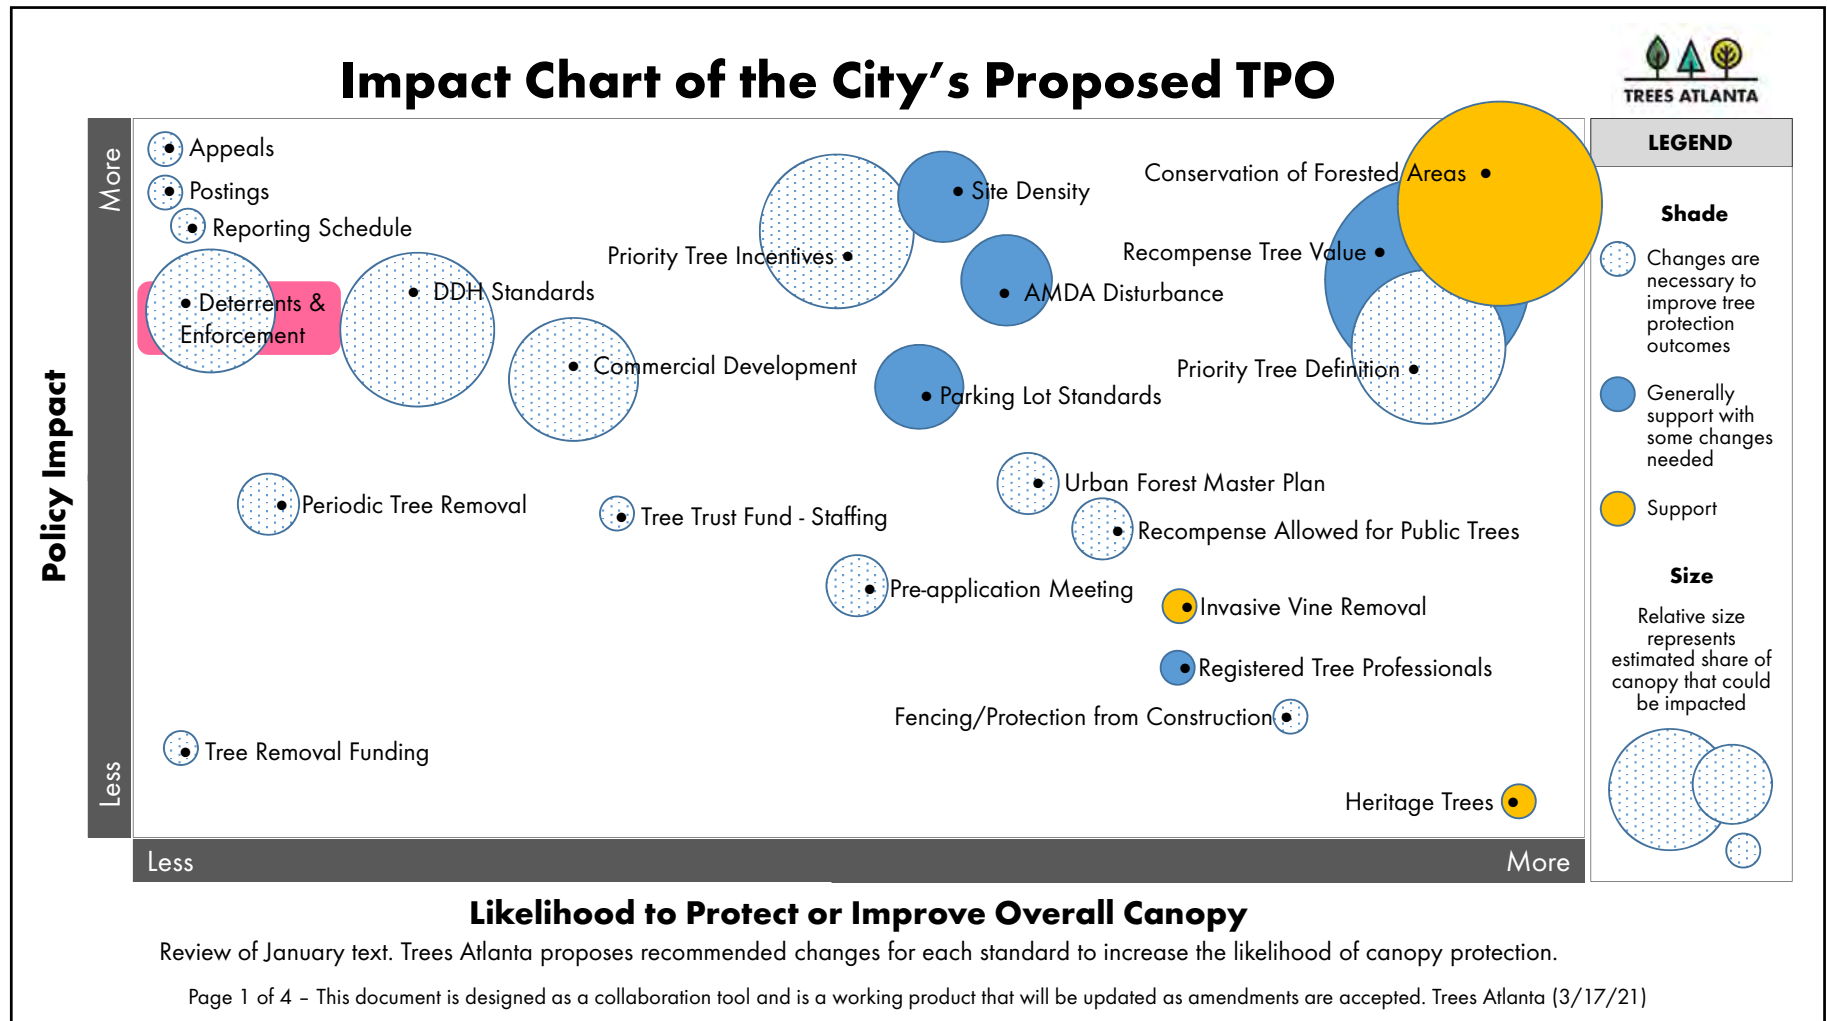 Impact Chart of the City's Proposed TPO
TREES ATLANTA
More
Policy Impact
Less
Appeals
Postings
Reporting Schedule
Deterrents &
Enforcement
DDH Standards
Commercial Development
Priority Tree Incentives
Site Density
AMDA Disturbance
Parking Lot Standards
Conservation of Forested Areas
Recompense Tree Value
Priority Tree Definition
Periodic Tree Removal
Tree Trust Fund - Staffing
Urban Forest Master Plan
Recompense Allowed for Public Trees
Pre-application Meeting
Invasive Vine Removal
Registered Tree Professionals
Fencing/Protection from Construction
Tree Removal Funding
Heritage Trees
Less
More
Likelihood to Protect or Improve Overall Canopy
LEGEND
Shade
Changes are
necessary to
improve tree
protection
outcomes
Generally
support with
some changes
needed
Support
Size
Relative size
represents
estimated share of
canopy that could
be impacted
Review of January text. Trees Atlanta proposes recommended changes for each standard to increase the likelihood of canopy protection.
Page 1 of 4 – This document is designed as a collaboration tool and is a working product that will be updated as amendments are accepted. Trees Atlanta (3/17/21)